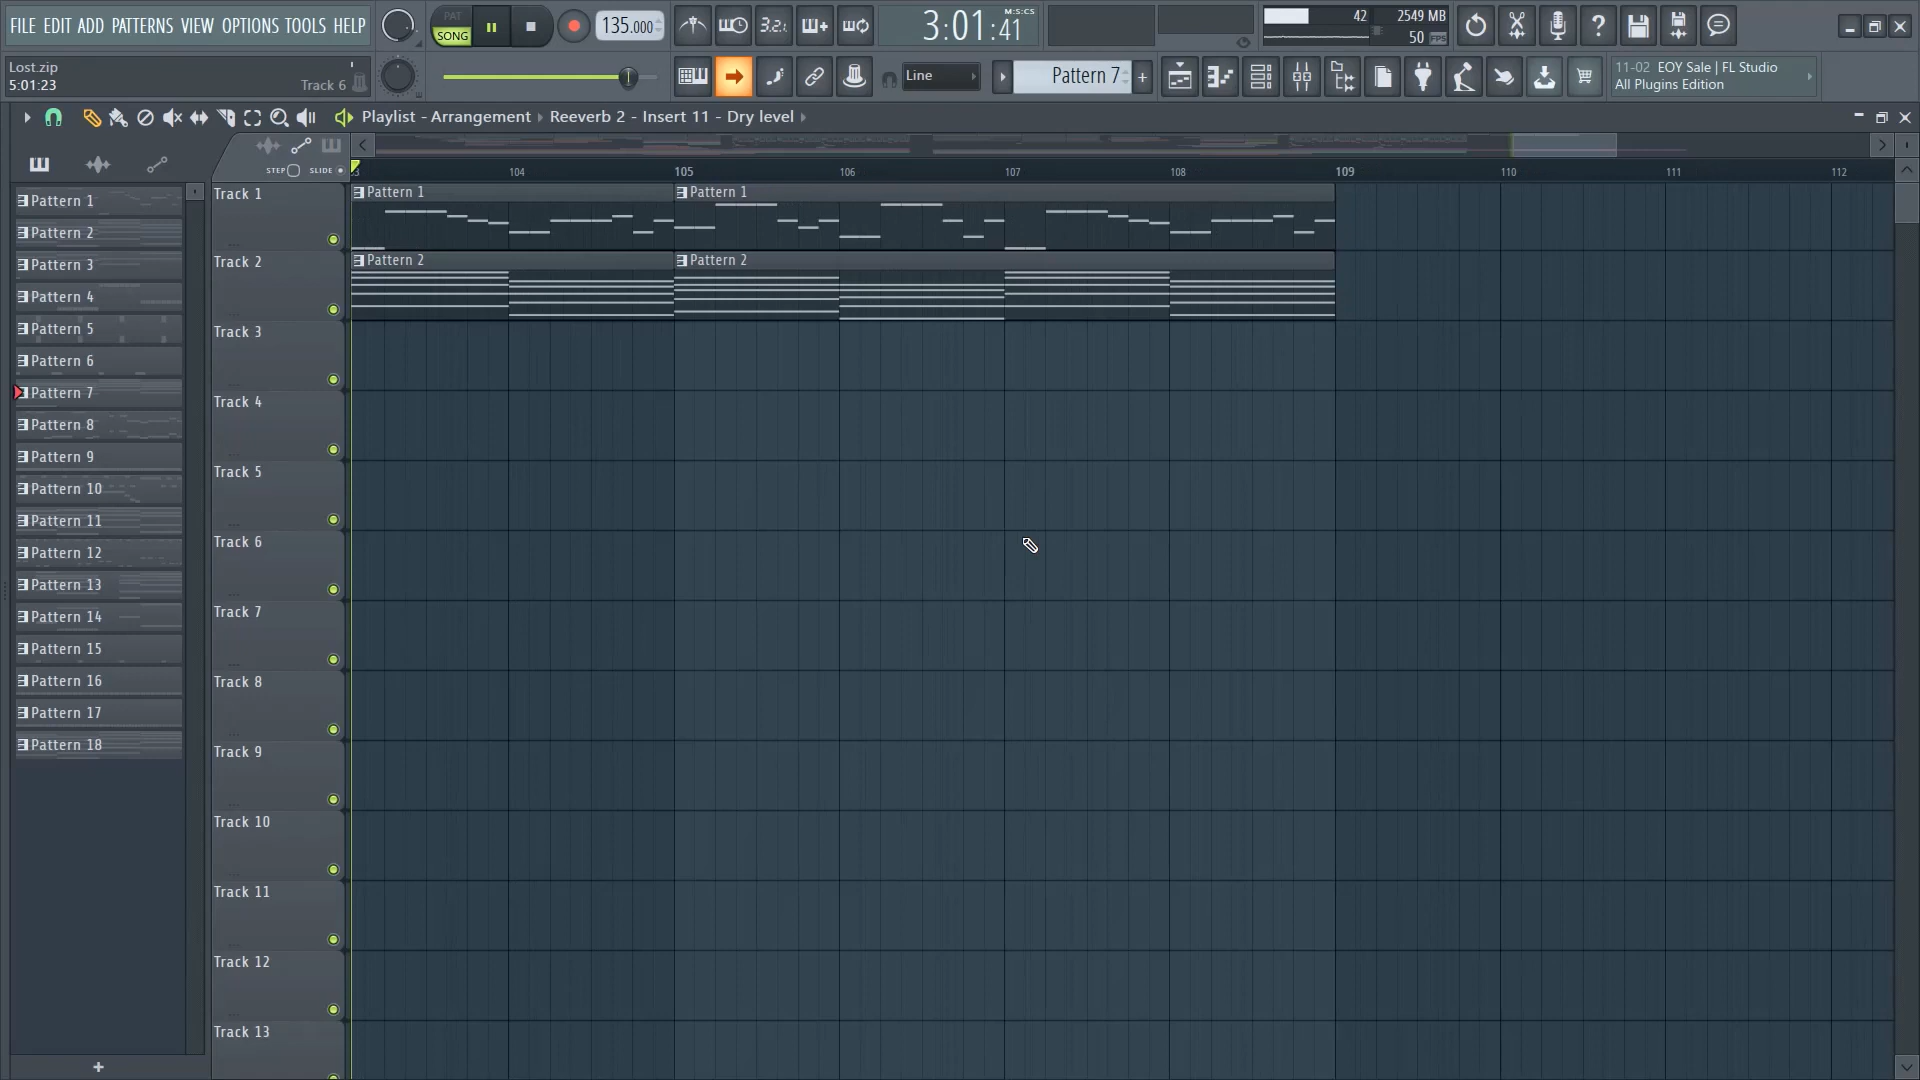 FILE EDIT ADD PATTERNS VIEW OPTIONS TOOLS HELP
PAT
SONG
135.000
3.2.1
3:01:41
M:S:CS
42
2549 MB
50
FPS
Lost.zip
5:01:23
Track 6
Line
Pattern 7
+
11-02 EOY Sale | FL Studio
All Plugins Edition
Playlist - Arrangement
Reeverb 2 - Insert 11 - Dry level
STEP
SLIDE
104
105
106
107
108
109
110
111
112
Pattern 1
Pattern 2
Pattern 3
Pattern 4
Pattern 5
Pattern 6
Pattern 7
Pattern 8
Pattern 9
Pattern 10
Pattern 11
Pattern 12
Pattern 13
Pattern 14
Pattern 15
Pattern 16
Pattern 17
Pattern 18
+
Track 1
Pattern 1
Pattern 1
Track 2
Pattern 2
Pattern 2
Track 3
Track 4
Track 5
Track 6
Track 7
Track 8
Track 9
Track 10
Track 11
Track 12
Track 13